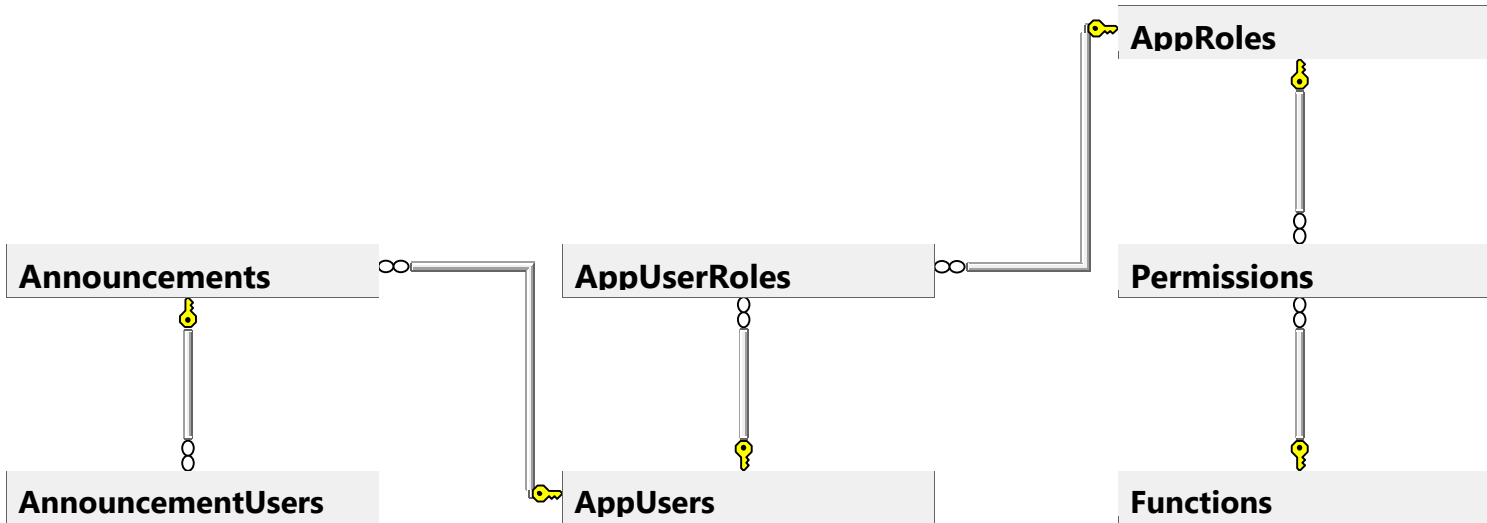 AppRoles
Announcements
AppUserRoles
Permissions
AnnouncementUsers
AppUsers
Functions